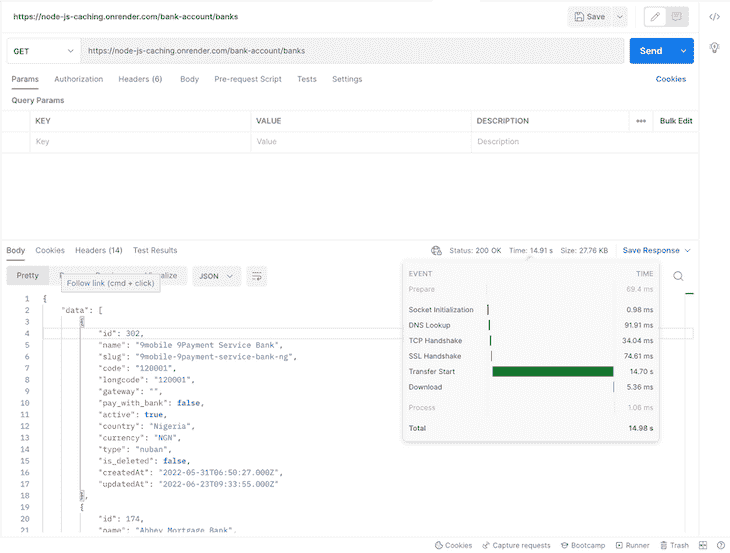 https://node-js-caching.onrender.com/bank-account/banks
Save
GET
https://node-js-caching.onrender.com/bank-account/banks
Send
Params Authorization Headers (6) Body Pre-request Script Tests Settings Cookies
Query Params
KEY VALUE DESCRIPTION Bulk Edit
Key Value Description
Body Cookies Headers (14) Test Results
Status: 200 OK Time: 14.91 s Size: 27.76 KB Save Response
Pretty JSON
Follow link (cmd + click)
EVENT TIME
Prepare 69.4 ms
Socket Initialization 0.98 ms
DNS Lookup 91.91 ms
TCP Handshake 34.04 ms
SSL Handshake 74.61 ms
Transfer Start 14.70 s
Download 5.36 ms
Process 1.06 ms
Total 14.98 s
1 {
2 "data": [
3
4 "id": 302,
5 "name": "9mobile 9Payment Service Bank",
6 "slug": "9mobile-9payment-service-bank-ng",
7 "code": "120001",
8 "longcode": "120001",
9 "gateway": "",
10 "pay_with_bank": false,
11 "active": true,
12 "country": "Nigeria",
13 "currency": "NGN",
14 "type": "nuban",
15 "is_deleted": false,
16 "createdAt": "2022-05-31T06:50:27.000Z",
17 "updatedAt": "2022-06-23T09:33:55.000Z"
18 ,
19
20 "id": 174,
21 "name": "Abbey Mortgage Bank",
Cookies Capture requests Bootcamp Runner Trash